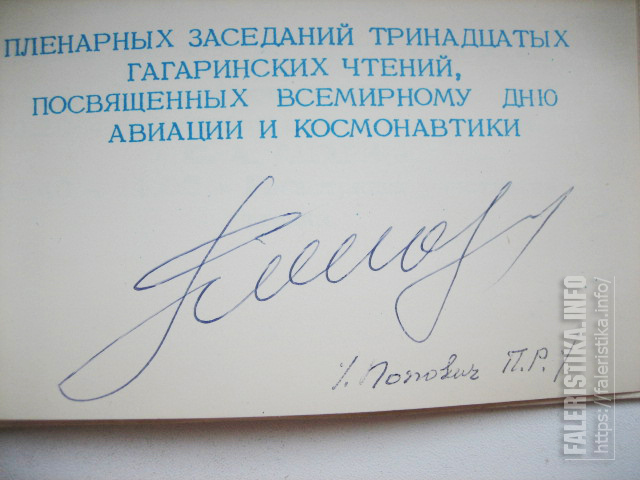 ПЛЕНАРНЫХ ЗАСЕДАНИЙ ТРИНАДЦАТЫХ
ГАГАРИНСКИХ ЧТЕНИЙ,
ПОСВЯЩЕННЫХ ВСЕМИРНОМУ ДНЮ
АВИАЦИИ И КОСМОНАВТИКИ
Попович П.Р.
FALERISTIKA.INFO
https://faleristika.info/